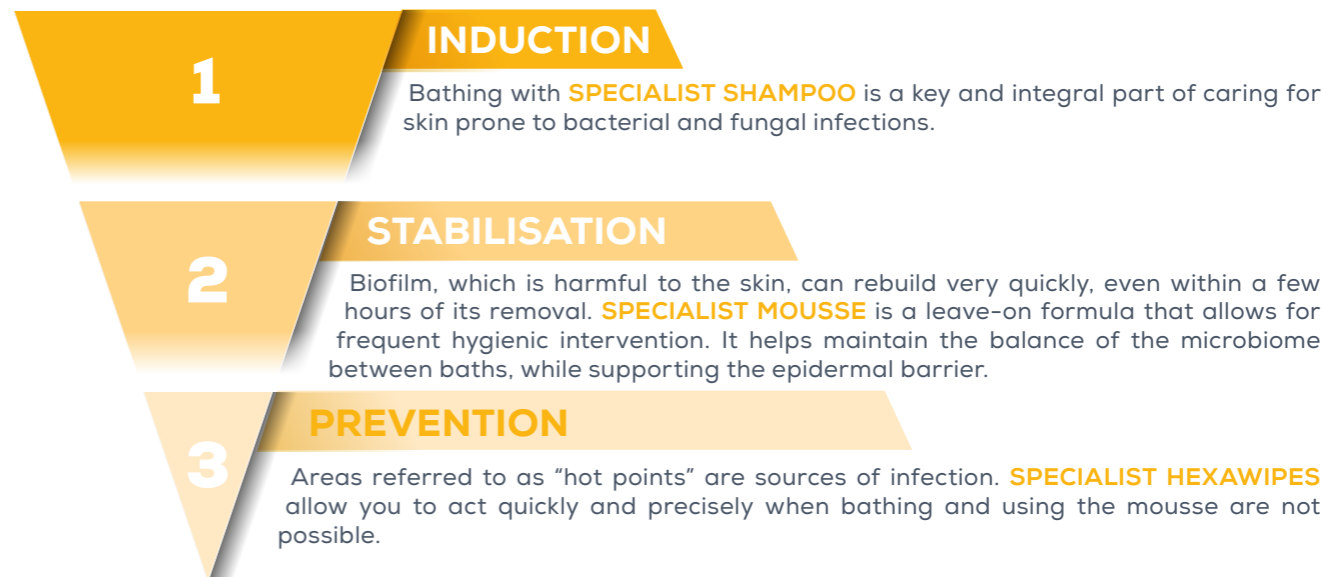 1
INDUCTION
Bathing with SPECIALIST SHAMPOO is a key and integral part of caring for
skin prone to bacterial and fungal infections.
2
STABILISATION
Biofilm, which is harmful to the skin, can rebuild very quickly, even within a few
hours of its removal. SPECIALIST MOUSSE is a leave-on formula that allows for
frequent hygienic intervention. It helps maintain the balance of the microbiome
between baths, while supporting the epidermal barrier.
3
PREVENTION
Areas referred to as “hot points” are sources of infection. SPECIALIST HEXAWIPES
allow you to act quickly and precisely when bathing and using the mousse are not
possible.